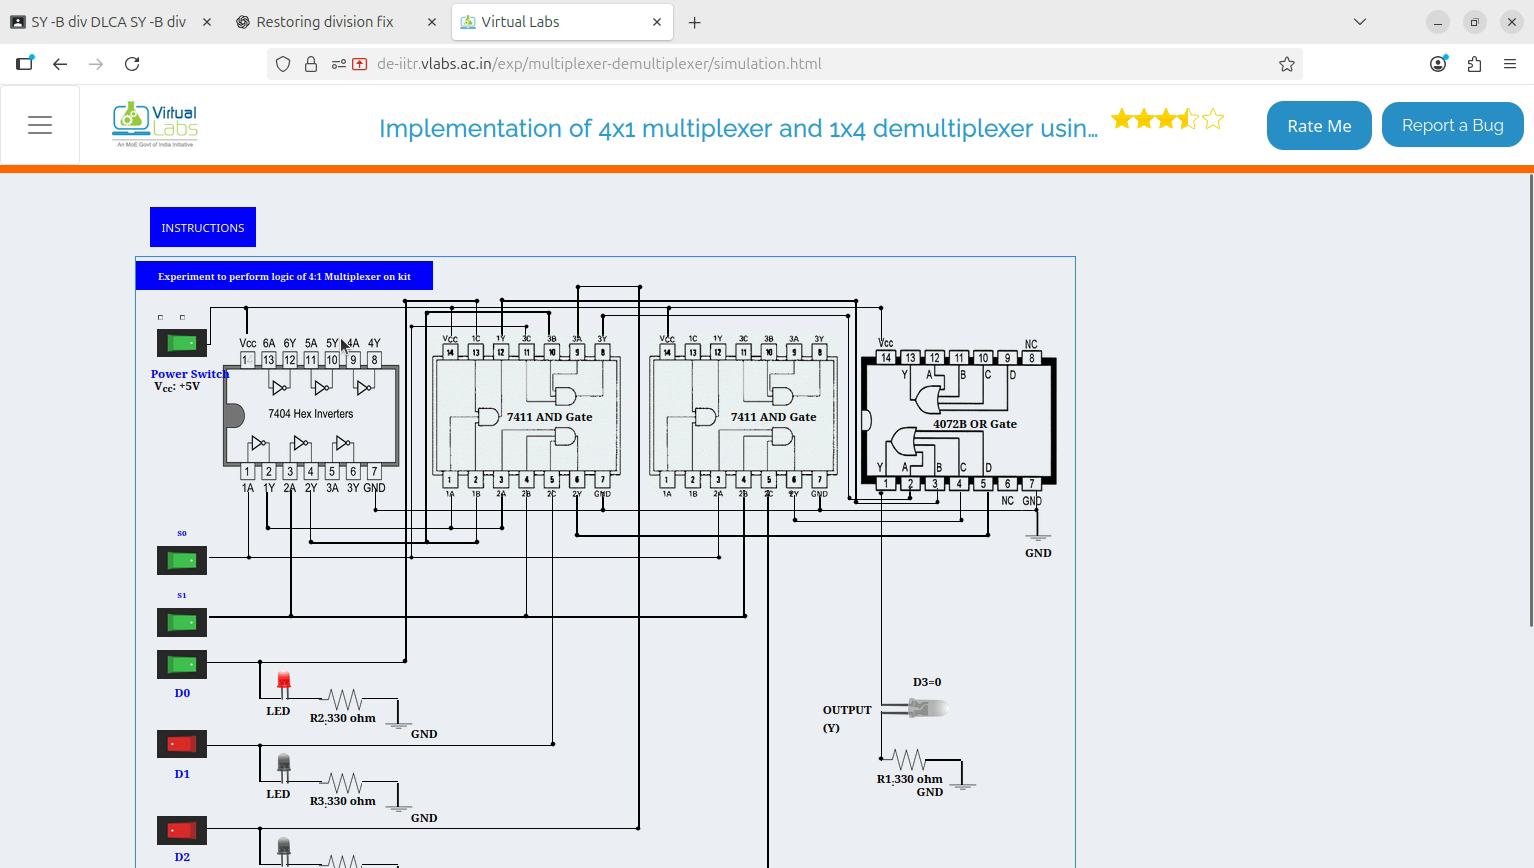 SY -B div DLCA SY -B div
Restoring division fix
Virtual Labs
de-iitr.vlabs.ac.in/exp/multiplexer-demultiplexer/simulation.html
Virtual
Labs
An MoE Govt of India Initiative
Implementation of 4x1 multiplexer and 1x4 demultiplexer usin…
Rate Me
Report a Bug
INSTRUCTIONS
Experiment to perform logic of 4:1 Multiplexer on kit
Power Switch
Vcc: +5V
Vcc 6A 6Y 5A 5Y 4A 4Y
13 12 11 10 9 8
7404 Hex Inverters
1 2 3 4 5 6 7
1A 1Y 2A 2Y 3A 3Y GND
VCC 1C 1Y 3C 3B 3A 3Y
14 13 12 11 10 9 8
7411 AND Gate
1 2 3 4 5 6 7
1A 1B 2A 2B 2C 2Y GND
VCC 1C 1Y 3C 3B 3A 3Y
14 13 12 11 10 9 8
7411 AND Gate
1 2 3 4 5 6 7
1A 1B 2A 2B 2C 2Y GND
Vcc NC
14 13 12 11 10 9 8
Y A B C D
4072B OR Gate
Y A B C D
1 2 3 4 5 6 7
NC GND
GND
S0
S1
D0
LED
R2.330 ohm
GND
D1
LED
R3.330 ohm
GND
D2
D3=0
OUTPUT
(Y)
R1.330 ohm
GND